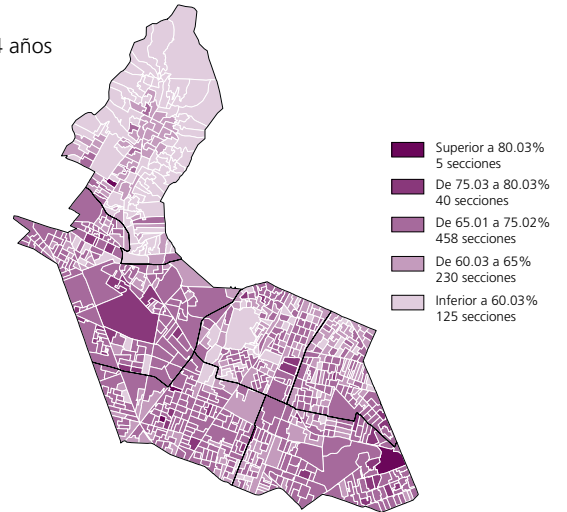 4 años
Superior a 80.03%
5 secciones
De 75.03 a 80.03%
40 secciones
De 65.01 a 75.02%
458 secciones
De 60.03 a 65%
230 secciones
Inferior a 60.03%
125 secciones